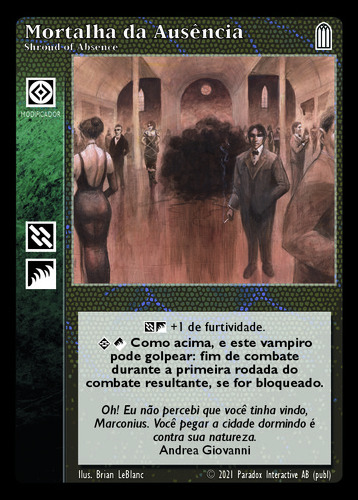 Mortalha da Ausência
Shroud of Absence
MODIFICADOR
+1 de furtividade.
Como acima, e este vampiro
pode golpear: fim de combate
durante a primeira rodada do
combate resultante, se for bloqueado.
Oh! Eu não percebi que você tinha vindo,
Marconius. Você pegar a cidade dormindo é
contra sua natureza.
Andrea Giovanni
Ilus. Brian LeBlanc
© 2021 Paradox Interactive AB (publ)